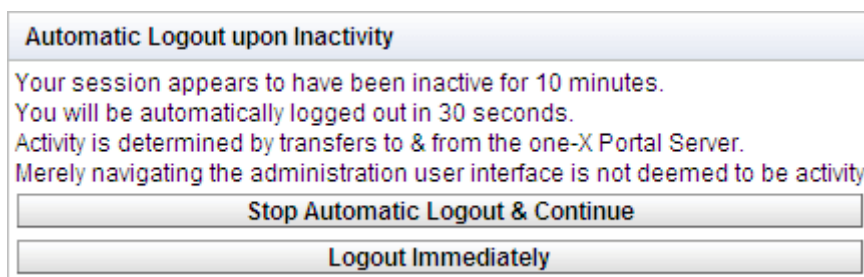 Automatic Logout upon Inactivity
Your session appears to have been inactive for 10 minutes.
You will be automatically logged out in 30 seconds.
Activity is determined by transfers to & from the one-X Portal Server.
Merely navigating the administration user interface is not deemed to be activity
Stop Automatic Logout & Continue
Logout Immediately